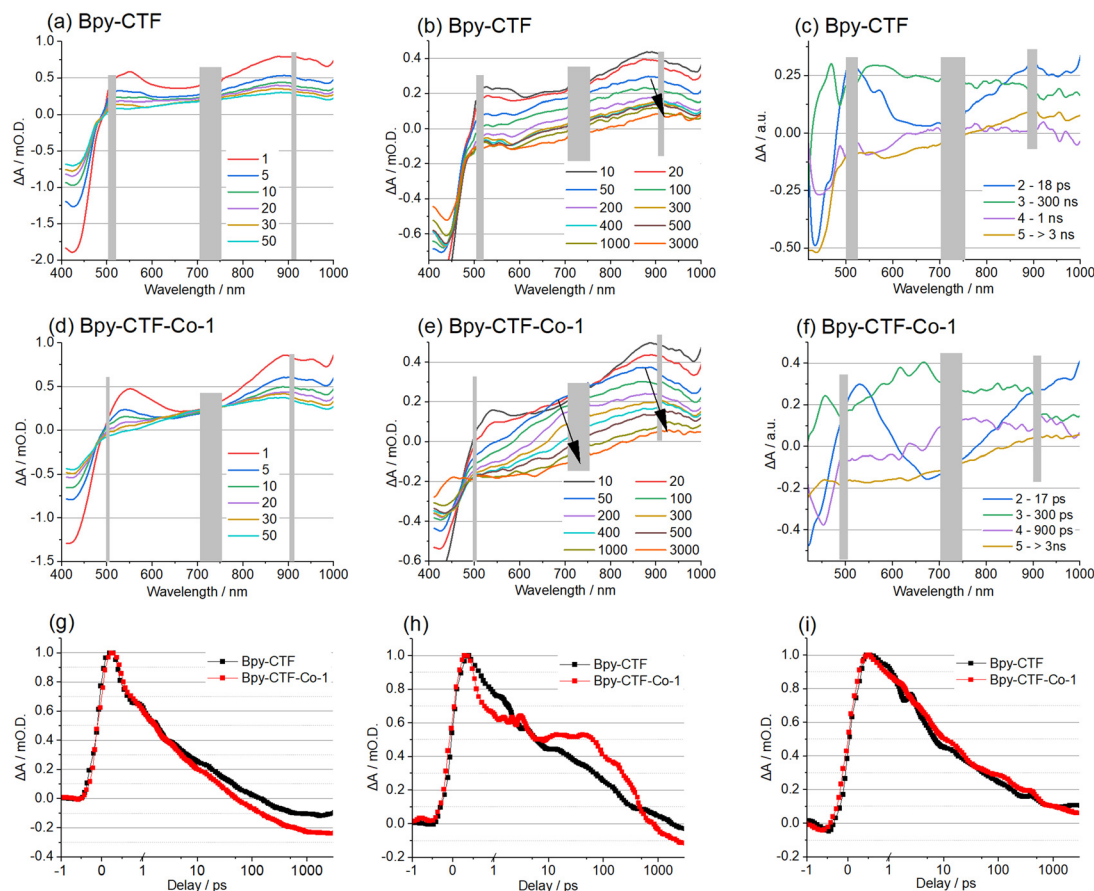 (a) Bpy-CTF
ΔA / mO.D.
1.0
0.5
0.0
-0.5
-1.0
-1.5
-2.0
1
5
10
20
30
50
400 500 600 700 800 900 1000
Wavelength / nm
(b) Bpy-CTF
ΔA / mO.D.
0.4
0.2
0.0
-0.2
-0.4
-0.6
10 20
50 100
200 300
400 500
1000 3000
400 500 600 700 800 900 1000
Wavelength / nm
(c) Bpy-CTF
ΔA / a.u.
0.25
0.00
-0.25
-0.50
2 - 18 ps
3 - 300 ns
4 - 1 ns
5 - > 3 ns
500 600 700 800 900 1000
Wavelength / nm
(d) Bpy-CTF-Co-1
ΔA / mO.D.
1.0
0.5
0.0
-0.5
-1.0
-1.5
1
5
10
20
30
50
400 500 600 700 800 900 1000
Wavelength / nm
(e) Bpy-CTF-Co-1
ΔA / mO.D.
0.4
0.2
0.0
-0.2
-0.4
-0.6
10 20
50 100
200 300
400 500
1000 3000
400 500 600 700 800 900 1000
Wavelength / nm
(f) Bpy-CTF-Co-1
ΔA / a.u.
0.4
0.2
0.0
-0.2
-0.4
2 - 17 ps
3 - 300 ps
4 - 900 ps
5 - > 3ns
500 600 700 800 900 1000
Wavelength / nm
(g)
ΔA / mO.D.
1.0
0.8
0.6
0.4
0.2
0.0
-0.2
-0.4
Bpy-CTF
Bpy-CTF-Co-1
-1 0 1 10 100 1000
Delay / ps
(h)
ΔA / mO.D.
1.0
0.8
0.6
0.4
0.2
0.0
-0.2
Bpy-CTF
Bpy-CTF-Co-1
-1 0 1 10 100 1000
Delay / ps
(i)
ΔA / mO.D.
1.0
0.8
0.6
0.4
0.2
0.0
-0.2
Bpy-CTF
Bpy-CTF-Co-1
-1 0 1 10 100 1000
Delay / ps